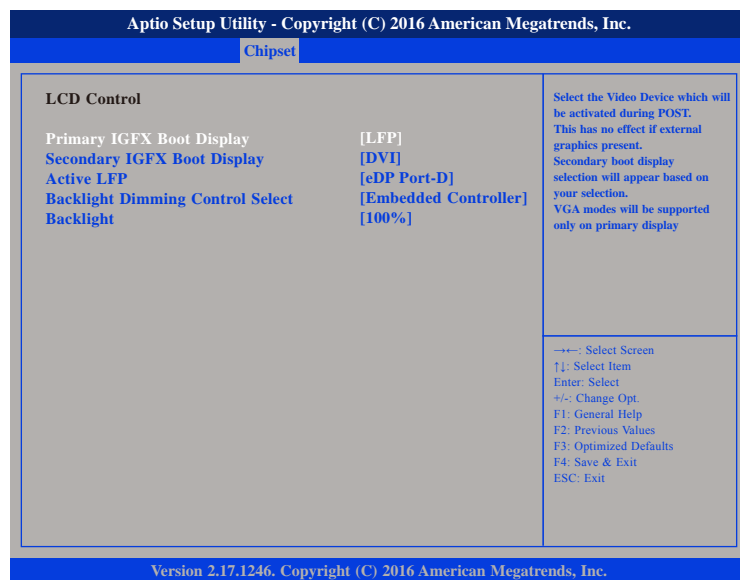 Aptio Setup Utility - Copyright (C) 2016 American Megatrends, Inc.
Chipset
LCD Control
Primary IGFX Boot Display [LFP]
Secondary IGFX Boot Display [DVI]
Active LFP [eDP Port-D]
Backlight Dimming Control Select [Embedded Controller]
Backlight [100%]
Select the Video Device which will
be activated during POST.
This has no effect if external
graphics present.
Secondary boot display
selection will appear based on
your selection.
VGA modes will be supported
only on primary display
→←: Select Screen
↑↓: Select Item
Enter: Select
+/-: Change Opt.
F1: General Help
F2: Previous Values
F3: Optimized Defaults
F4: Save & Exit
ESC: Exit
Version 2.17.1246. Copyright (C) 2016 American Megatrends, Inc.